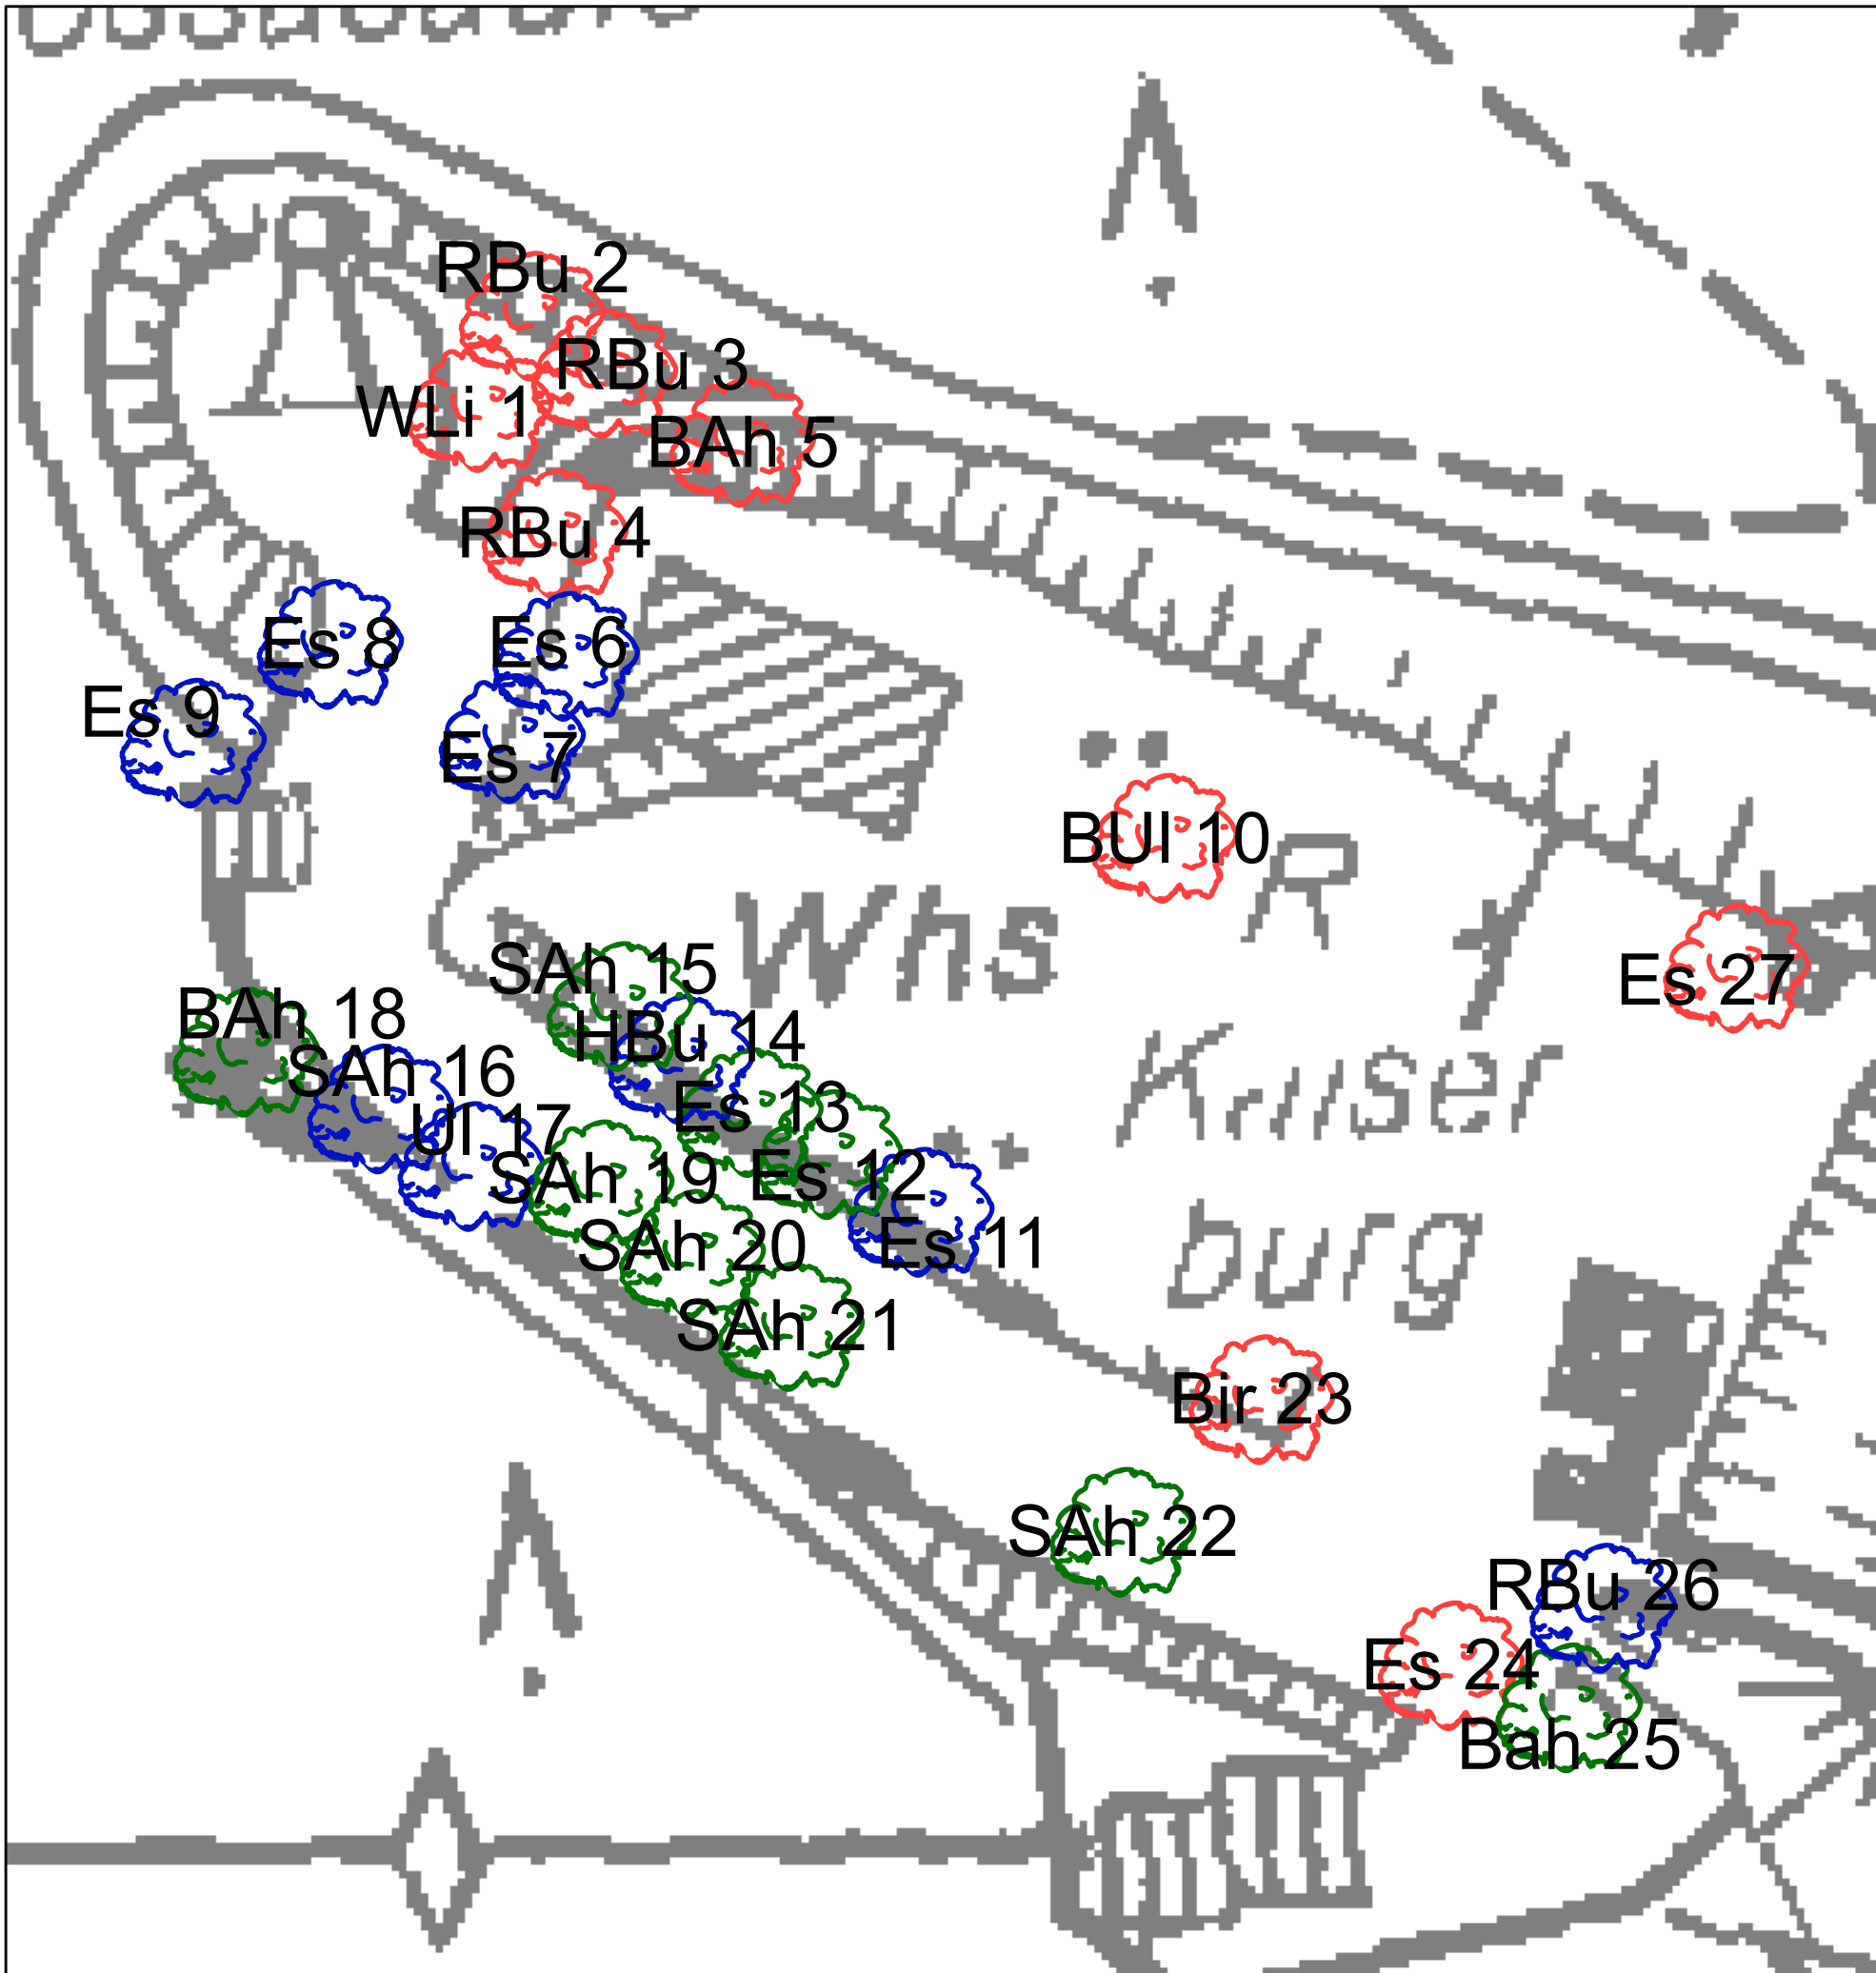 RBu 2
RBu 3
WLi 1
BAh 5
RBu 4
Es 8
Es 6
Es 9
Es 7
BUl 10
R
Whs
SAh 15
Es 27
BAh 18
HBu 14
SAh 16
Es 13
Kaiser
Ul 17
SAh 19
Es 12
SAh 20
Es 11
burg
SAh 21
Bir 23
SAh 22
RBu 26
Es 24
Bah 25